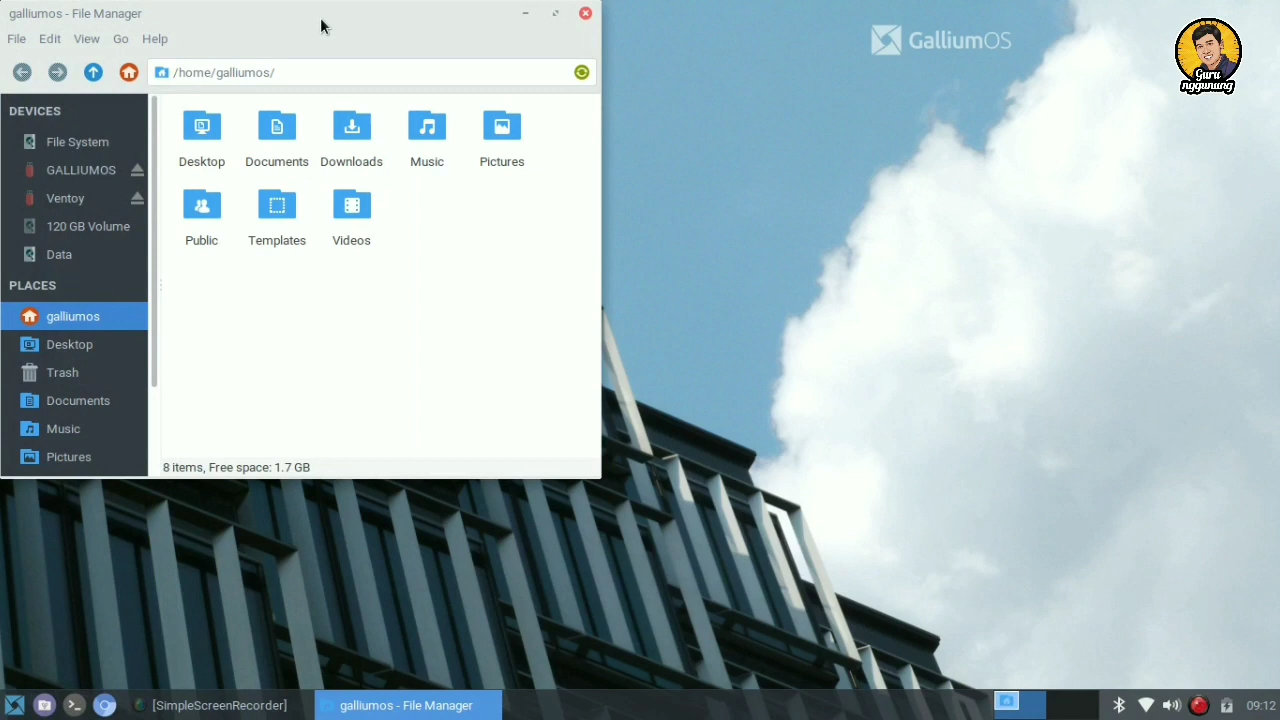 galliumos - File Manager
File Edit View Go Help
/home/galliumos/
DEVICES
File System
GALLIUMOS
Ventoy
120 GB Volume
Data
PLACES
galliumos
Desktop
Trash
Documents
Music
Pictures
Desktop Documents Downloads Music Pictures
Public Templates Videos
8 items, Free space: 1.7 GB
GalliumOS
Guru
nggunung
[SimpleScreenRecorder]
galliumos - File Manager
09:12